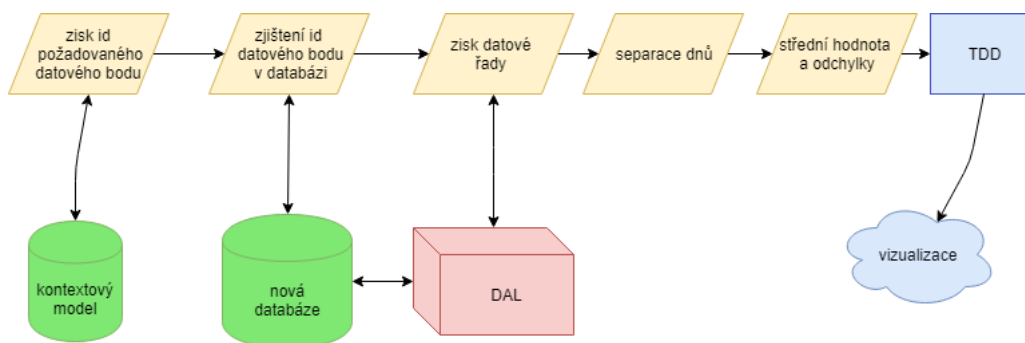 zisk id
požadovaného
datového bodu
zjištění id
datového bodu
v databázi
zisk datové
řady
separace dnů
střední hodnota
a odchylky
TDD
kontextový
model
nová
databáze
DAL
vizualizace